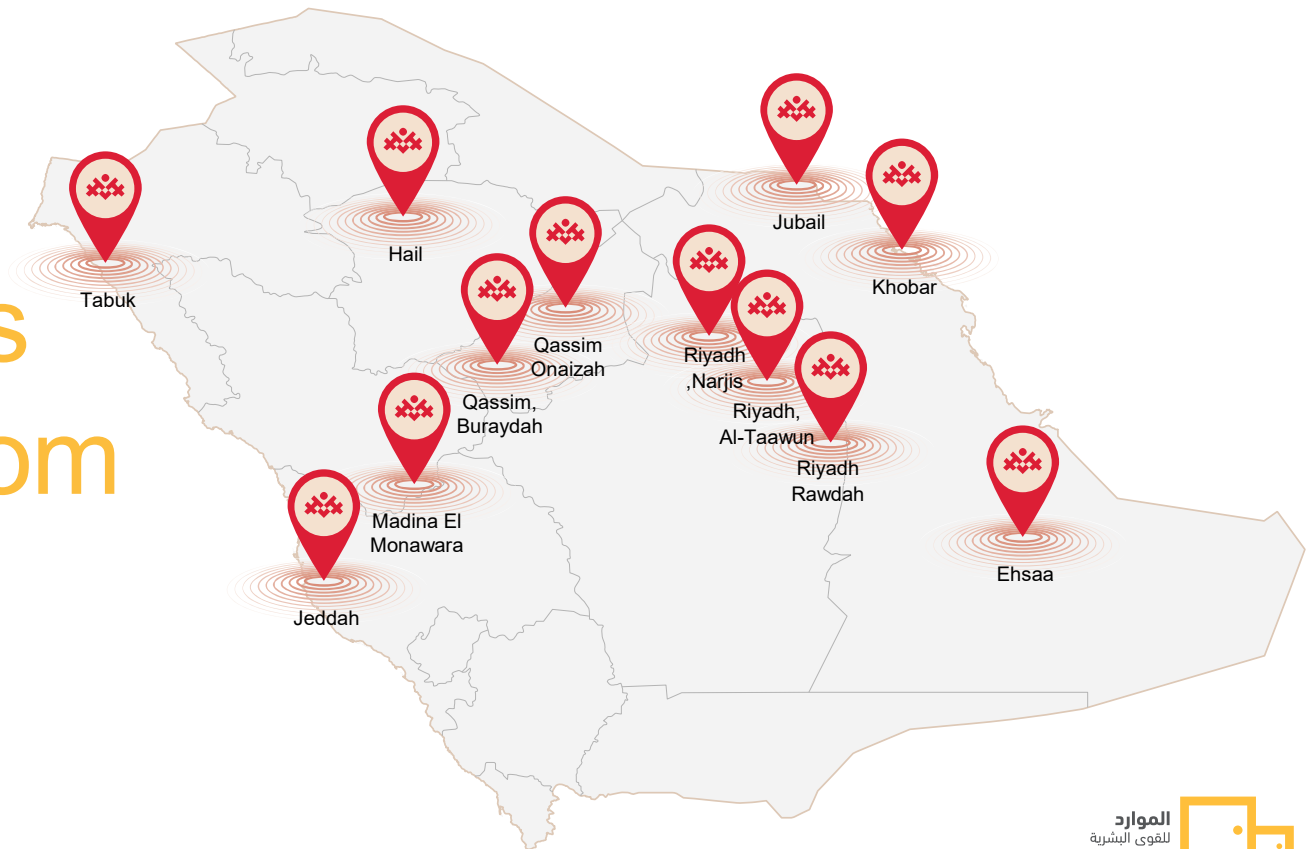 Jubail
Hail
Khobar
Tabuk
s
Qassim
Onaizah
Riyadh
,Narjis
Qassim,
Buraydah
Riyadh,
Al-Taawun
om
Riyadh
Rawdah
Madina El
Monawara
Ehsaa
Jeddah
الموارد
للقوى البشرية